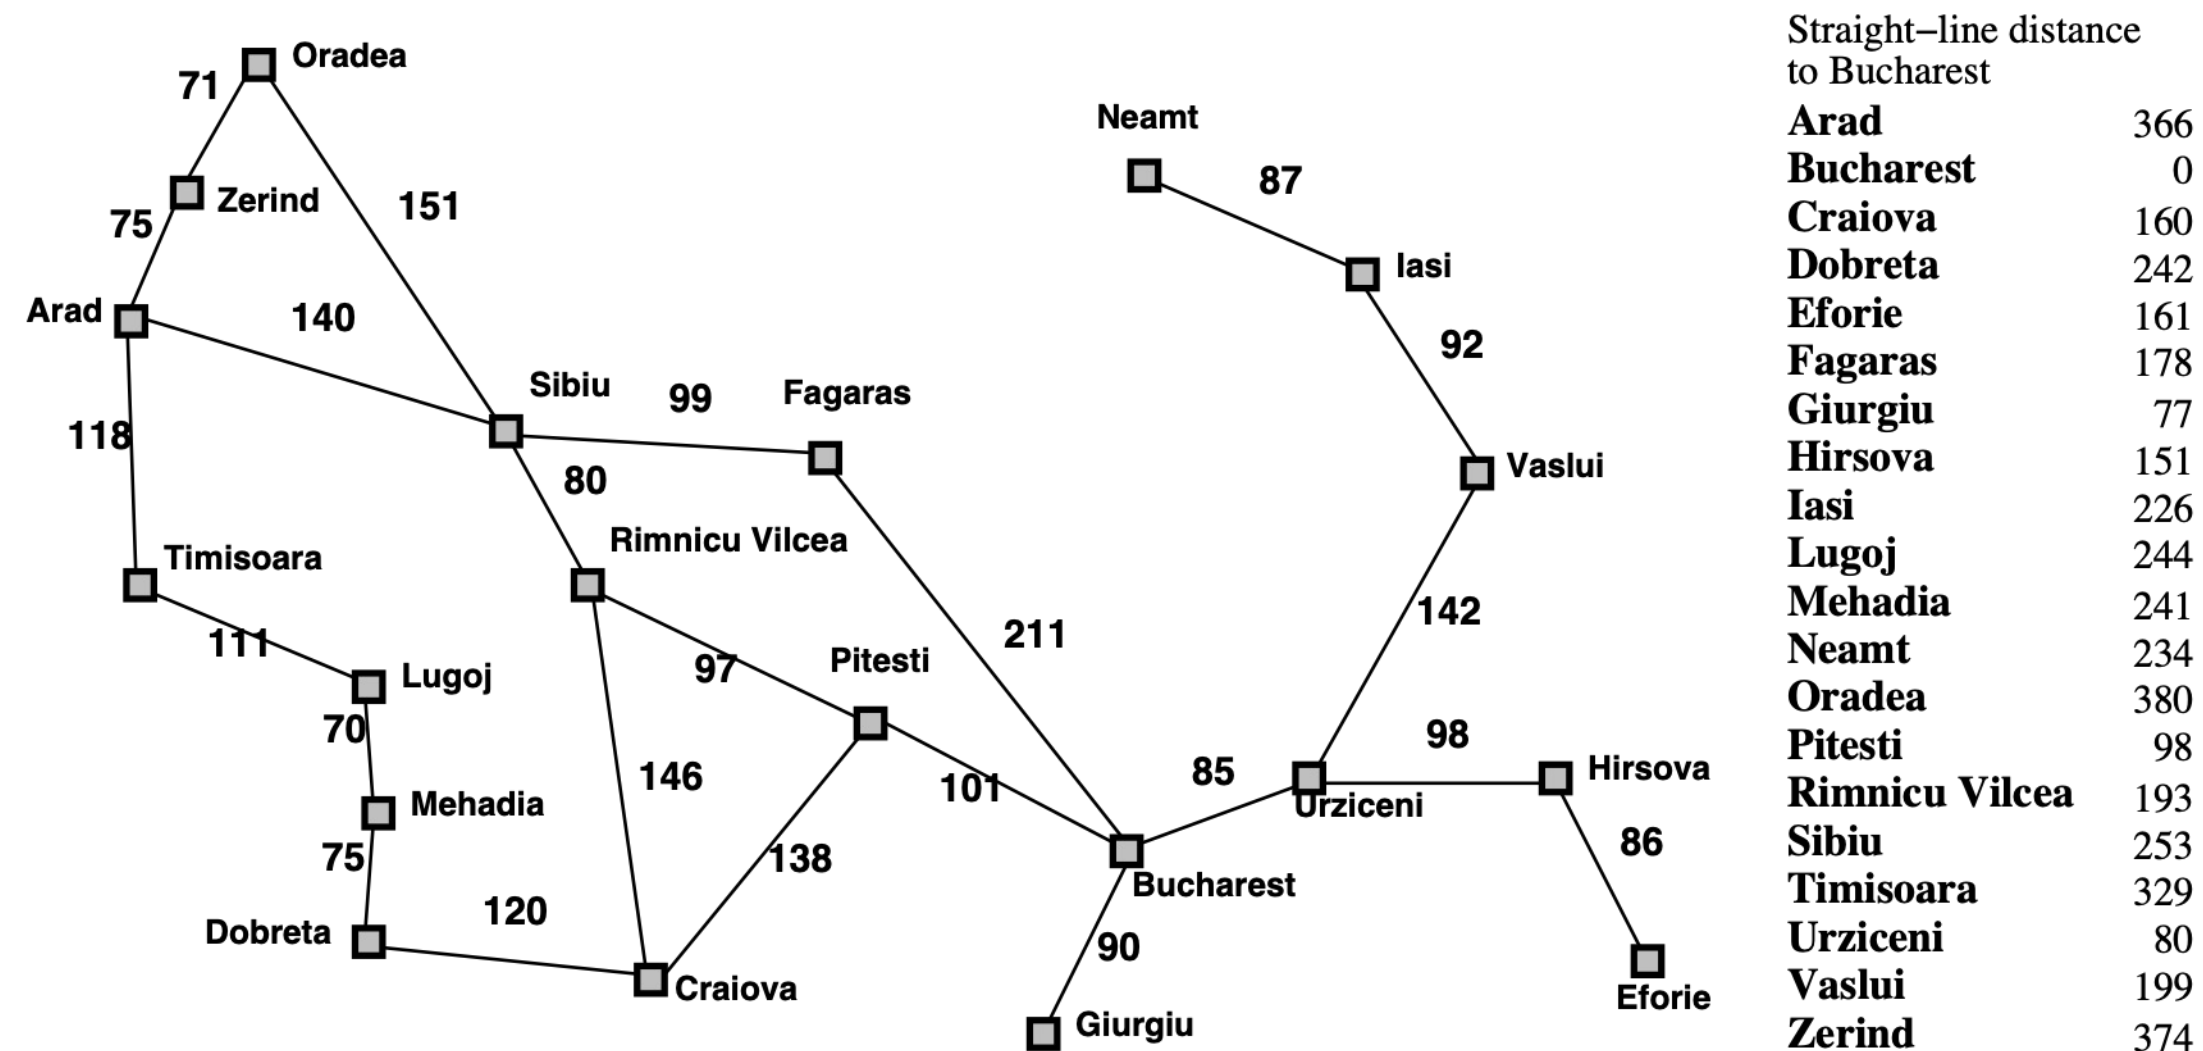 Straight–line distance
to Bucharest
Arad 366
Bucharest 0
Craiova 160
Dobreta 242
Eforie 161
Fagaras 178
Giurgiu 77
Hirsova 151
Iasi 226
Lugoj 244
Mehadia 241
Neamt 234
Oradea 380
Pitesti 98
Rimnicu Vilcea 193
Sibiu 253
Timisoara 329
Urziceni 80
Vaslui 199
Zerind 374
Oradea
71
Neamt
87
Zerind
151
75
Iasi
Arad
140
92
Sibiu
99
Fagaras
118
80
Vaslui
Rimnicu Vilcea
Timisoara
142
211
111
97
Pitesti
Lugoj
70
98
146
85
Hirsova
101
Urziceni
Mehadia
86
75
138
Bucharest
120
Dobreta
90
Craiova
Eforie
Giurgiu